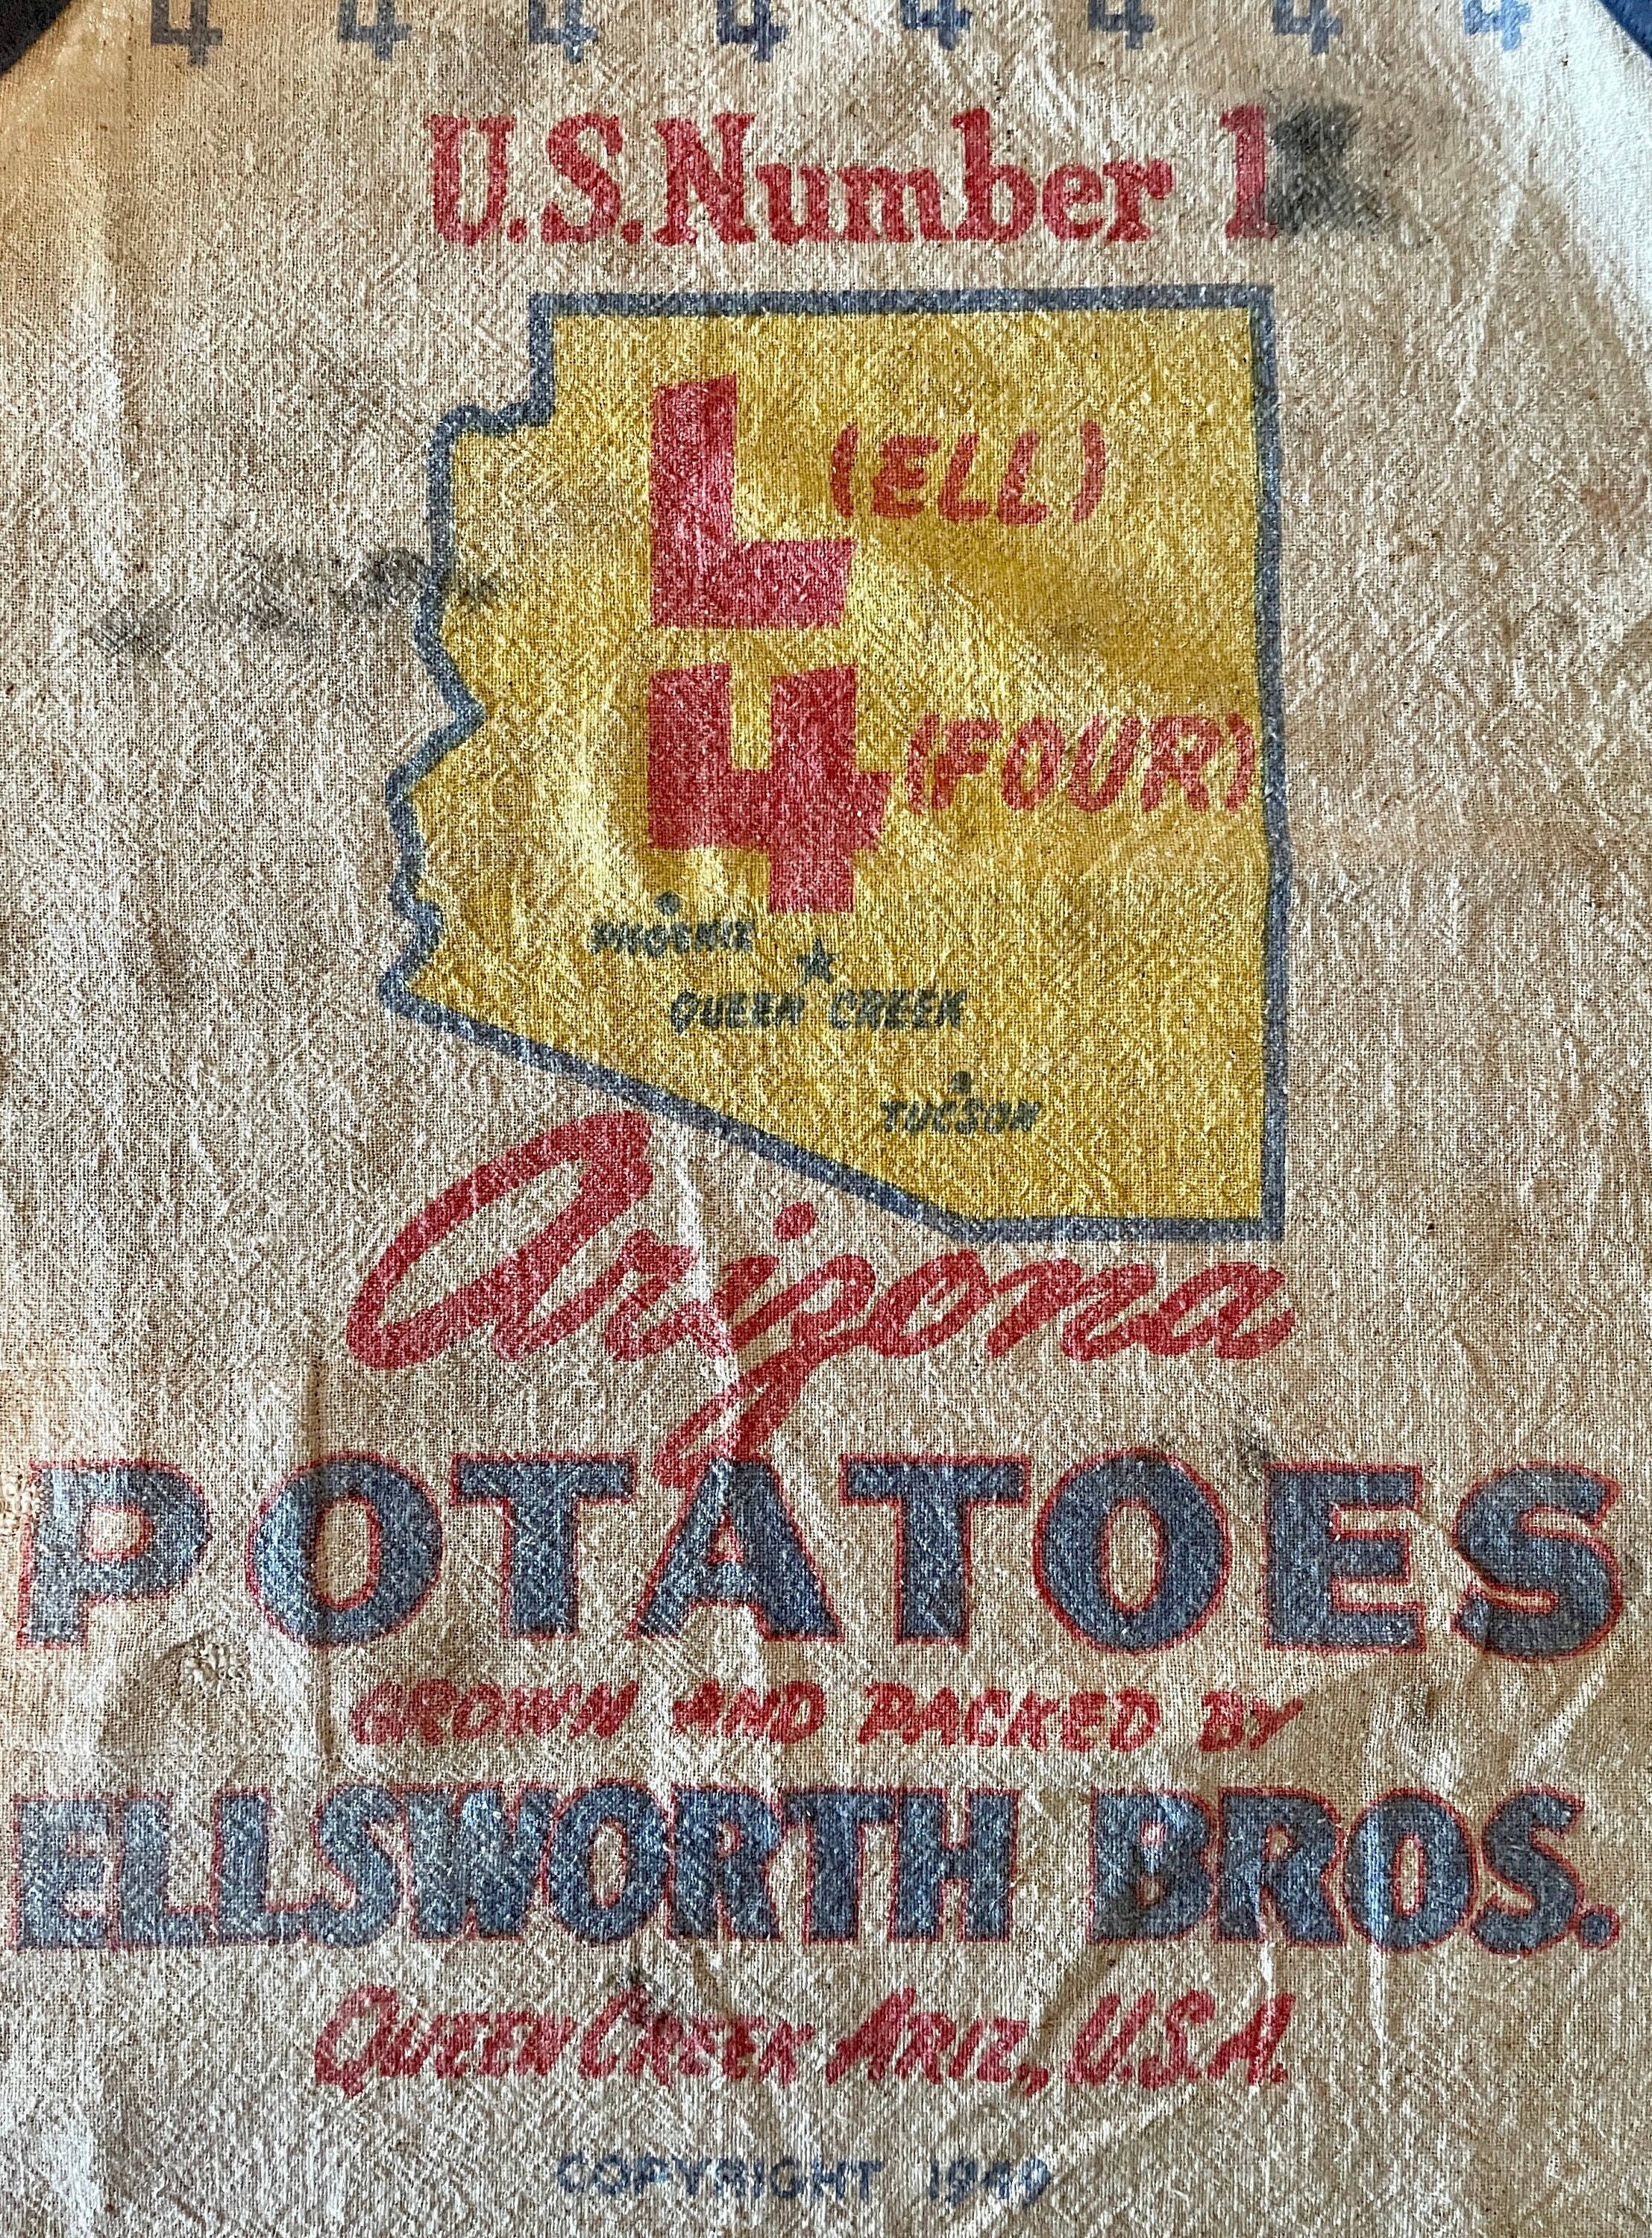 4 4 4 4 4 4 4 4
U.S. Number 1
L (ELL)
4 (FOUR)
PHOENIX
QUEEN CREEK
TUCSON
Arizona
POTATOES
GROWN AND PACKED BY
ELLSWORTH BROS.
QUEEN CREEK ARIZ., U.S.A.
COPYRIGHT 1949